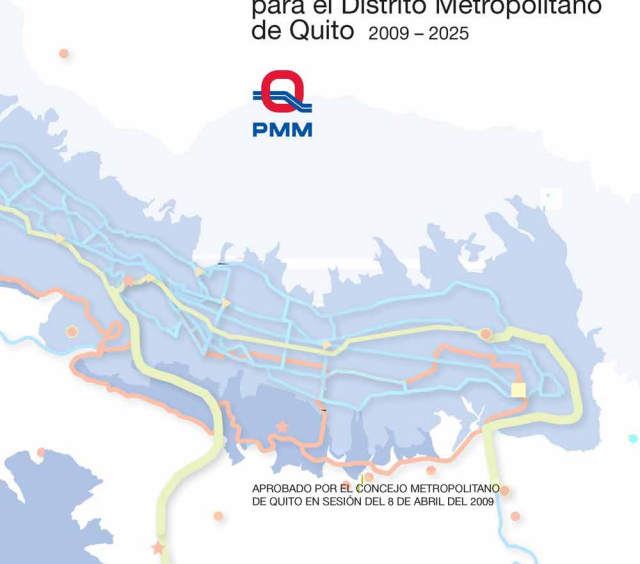 para el Distrito Metropolitano
de Quito 2009 – 2025
PMM
APROBADO POR EL CONCEJO METROPOLITANO
DE QUITO EN SESIÓN DEL 8 DE ABRIL DEL 2009